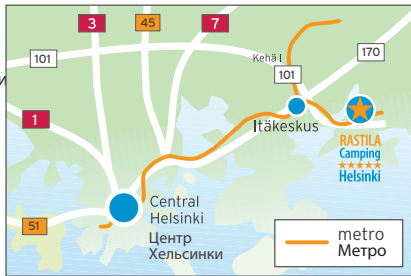 3
45
7
101
170
Kehä I
101
и
1
Itäkeskus
RASTILA
Camping
★★★★★
Helsinki
Central
Helsinki
Центр
Хельсинки
51
metro
Метро